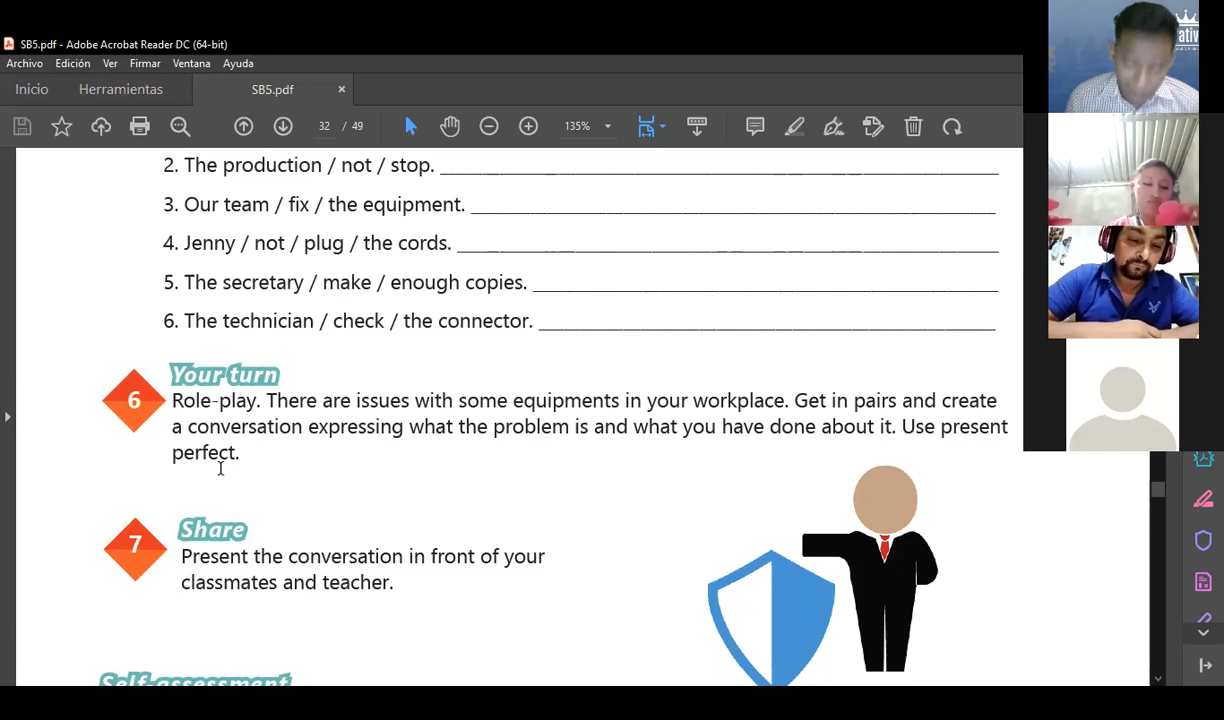 SB5.pdf - Adobe Acrobat Reader DC (64-bit)
Archivo Edición Ver Firmar Ventana Ayuda
Inicio Herramientas SB5.pdf ×
32 / 49 135%
2. The production / not / stop.
3. Our team / fix / the equipment.
4. Jenny / not / plug / the cords.
5. The secretary / make / enough copies.
6. The technician / check / the connector.
6 Your turn
Role-play. There are issues with some equipments in your workplace. Get in pairs and create
a conversation expressing what the problem is and what you have done about it. Use present
perfect.
7 Share
Present the conversation in front of your
classmates and teacher.
Self-assessment